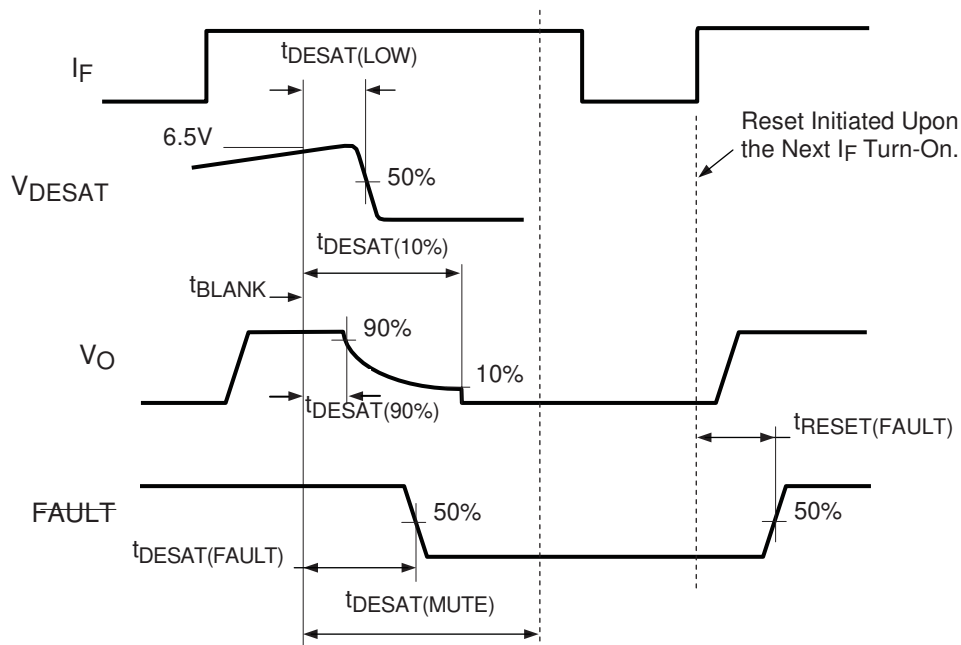 tDESAT(LOW)
IF
6.5V
Reset Initiated Upon
the Next IF Turn-On.
VDESAT
50%
tDESAT(10%)
tBLANK
90%
VO
10%
tDESAT(90%)
tRESET(FAULT)
FAULT
50%
50%
tDESAT(FAULT)
tDESAT(MUTE)